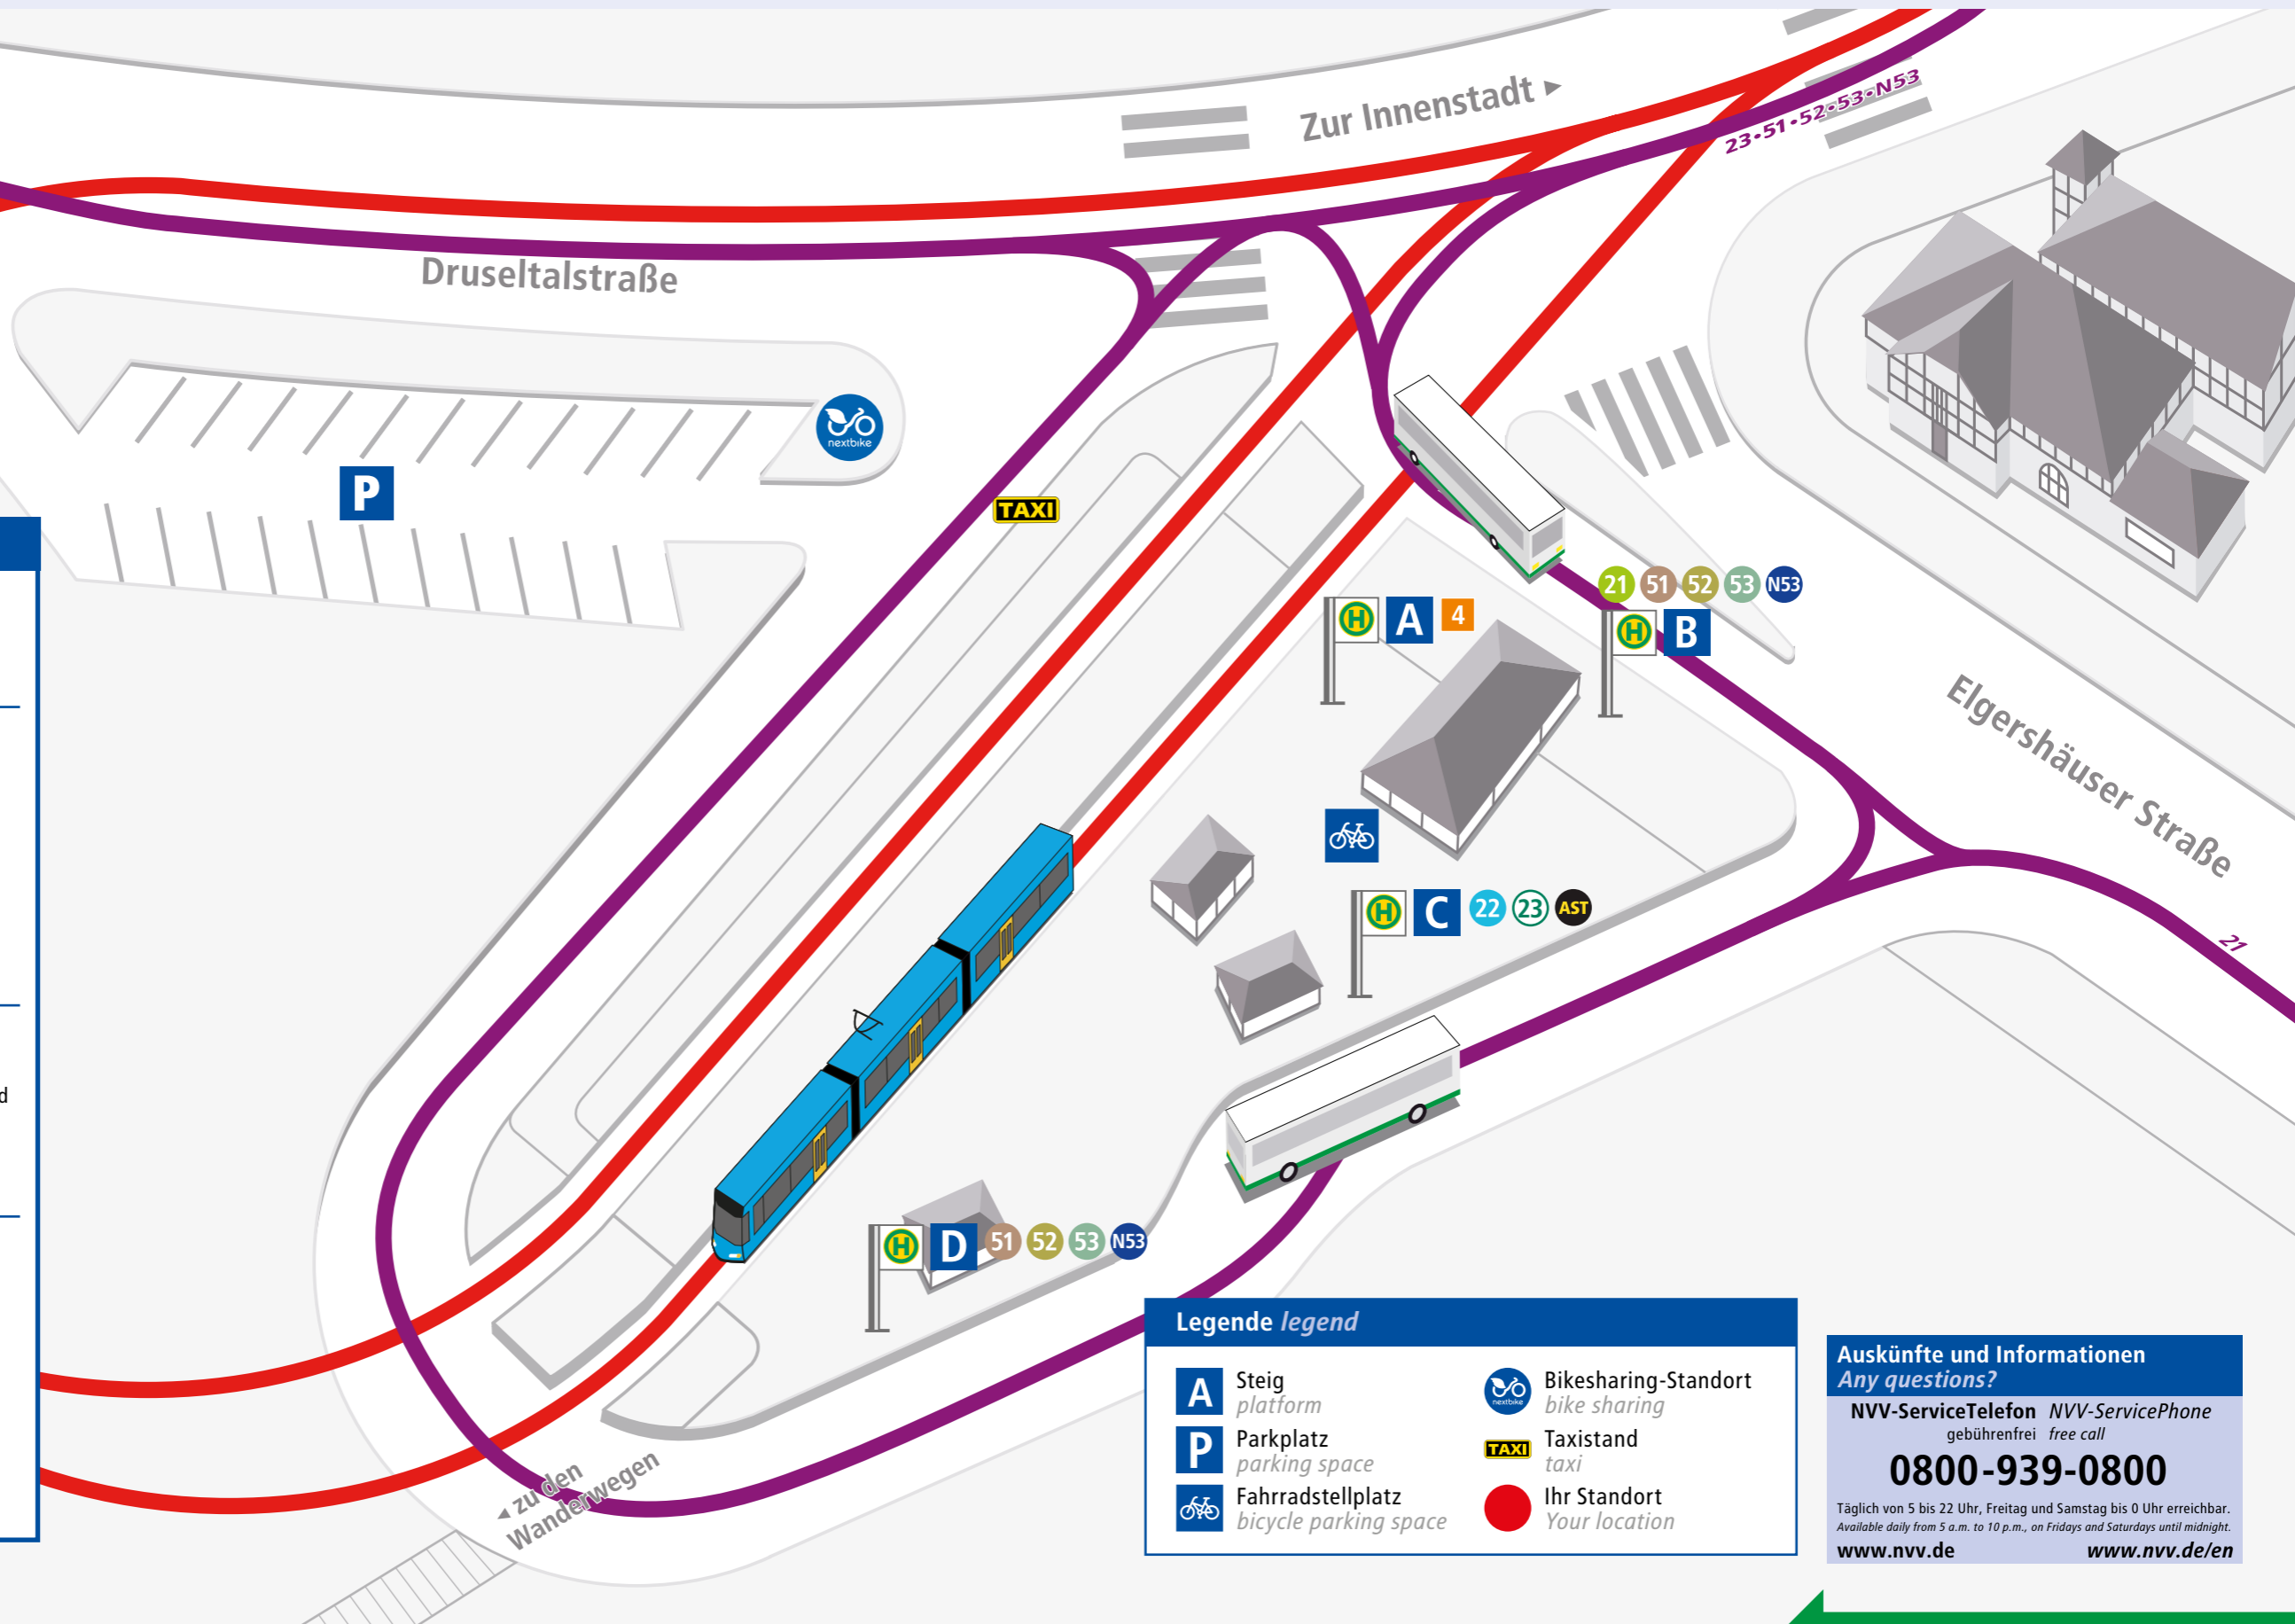 Zur Innenstadt ►
23•51•52•53•N53
Druseltalstraße
nextbike
P
TAXI
21 51 52 53 N53
H A 4
H B
Elgershäuser Straße
H C 22 23 AST
21
d
H D 51 52 53 N53
◄ zu den
Wanderwegen
Legende legend
A Steig
platform
P Parkplatz
parking space
Fahrradstellplatz
bicycle parking space
nextbike Bikesharing-Standort
bike sharing
TAXI Taxistand
taxi
Ihr Standort
Your location
Auskünfte und Informationen
Any questions?
NVV-ServiceTelefon NVV-ServicePhone
gebührenfrei free call
0800-939-0800
Täglich von 5 bis 22 Uhr, Freitag und Samstag bis 0 Uhr erreichbar.
Available daily from 5 a.m. to 10 p.m., on Fridays and Saturdays until midnight.
www.nvv.de www.nvv.de/en